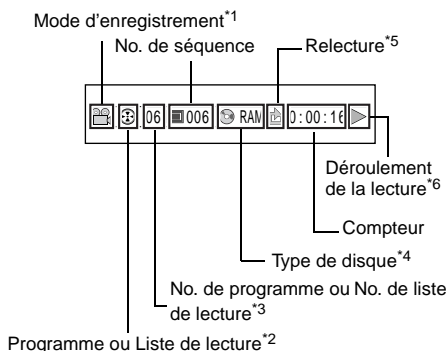 Mode d'enregistrement*1
No. de séquence
Relecture*5
06
006
RAM
0:00:16
Déroulement
de la lecture*6
Compteur
Type de disque*4
No. de programme ou No. de liste
de lecture*3
Programme ou Liste de lecture*2